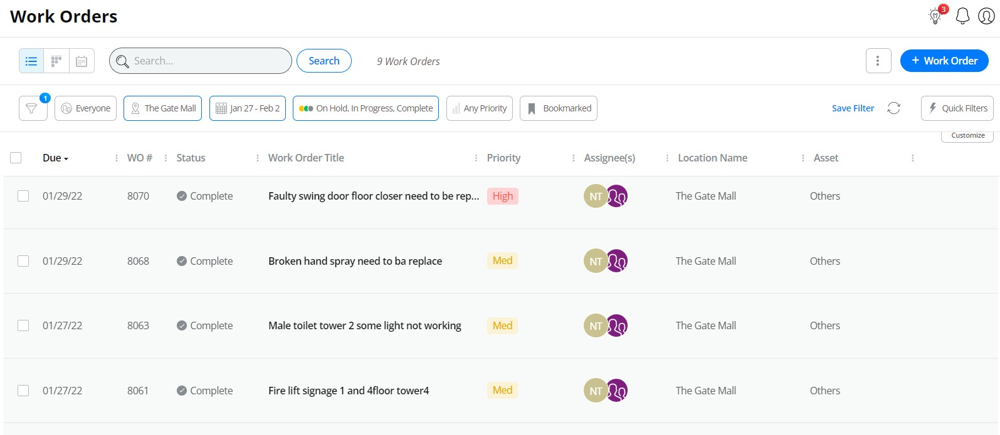 Work Orders
3
Search...
Search
9 Work Orders
+ Work Order
1
Everyone
The Gate Mall
Jan 27 - Feb 2
On Hold, In Progress, Complete
Any Priority
Bookmarked
Save Filter
Quick Filters
Customize
Due WO # Status Work Order Title Priority Assignee(s) Location Name Asset
01/29/22 8070 Complete Faulty swing door floor closer need to be rep... High NT The Gate Mall Others
01/29/22 8068 Complete Broken hand spray need to ba replace Med NT The Gate Mall Others
01/27/22 8063 Complete Male toilet tower 2 some light not working Med NT The Gate Mall Others
01/27/22 8061 Complete Fire lift signage 1 and 4floor tower4 Med NT The Gate Mall Others